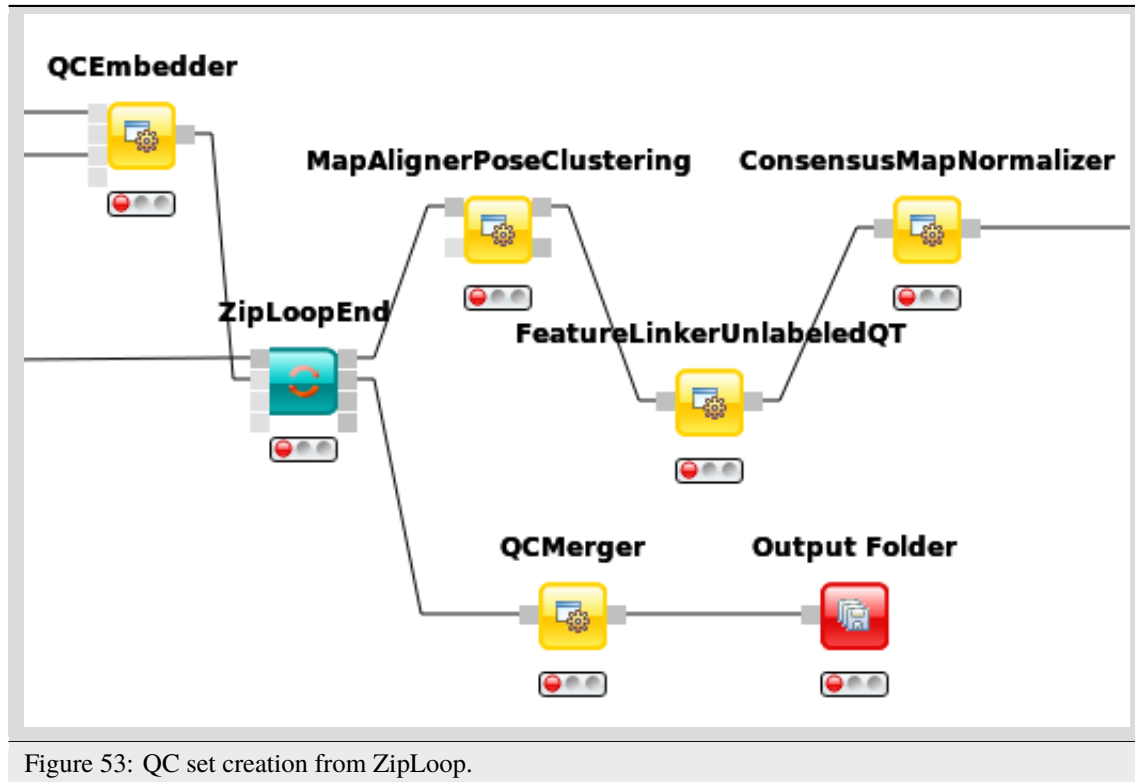 QCEmbedder
MapAlignerPoseClustering
ConsensusMapNormalizer
ZipLoopEnd
FeatureLinkerUnlabeledQT
QCMerger
Output Folder
Figure 53: QC set creation from ZipLoop.